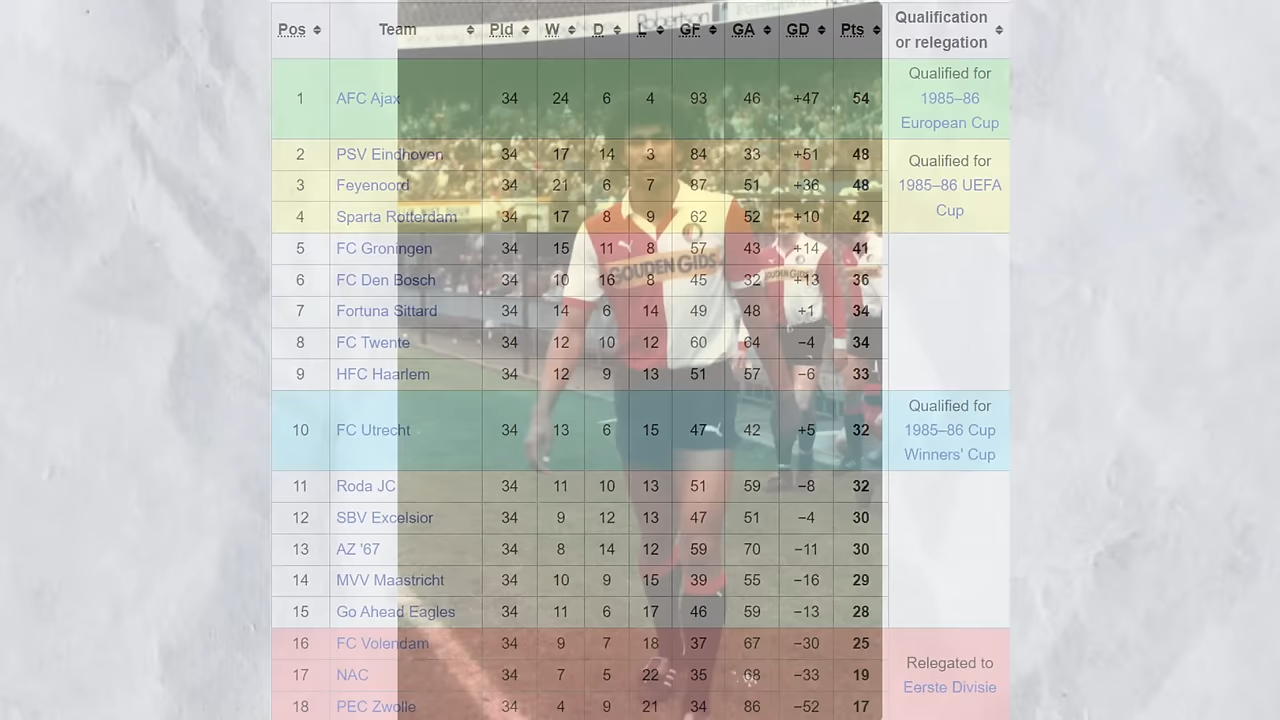 Robertson
Pos Team Pld W D L GF GA GD Pts Qualification or relegation
1 AFC Ajax 34 24 6 4 93 46 +47 54 Qualified for 1985–86 European Cup
2 PSV Eindhoven 34 17 14 3 84 33 +51 48 Qualified for 1985–86 UEFA Cup
3 Feyenoord 34 21 6 7 87 51 +36 48
4 Sparta Rotterdam 34 17 8 9 62 52 +10 42
5 FC Groningen 34 15 11 8 57 43 +14 41
6 FC Den Bosch 34 10 16 8 45 32 +13 36
7 Fortuna Sittard 34 14 6 14 49 48 +1 34
8 FC Twente 34 12 10 12 60 64 −4 34
9 HFC Haarlem 34 12 9 13 51 57 −6 33
10 FC Utrecht 34 13 6 15 47 42 +5 32 Qualified for 1985–86 Cup Winners' Cup
11 Roda JC 34 11 10 13 51 59 −8 32
12 SBV Excelsior 34 9 12 13 47 51 −4 30
13 AZ '67 34 8 14 12 59 70 −11 30
14 MVV Maastricht 34 10 9 15 39 55 −16 29
15 Go Ahead Eagles 34 11 6 17 46 59 −13 28
16 FC Volendam 34 9 7 18 37 67 −30 25 Relegated to Eerste Divisie
17 NAC 34 7 5 22 35 68 −33 19
18 PEC Zwolle 34 4 9 21 34 86 −52 17
GOUDEN GIDS